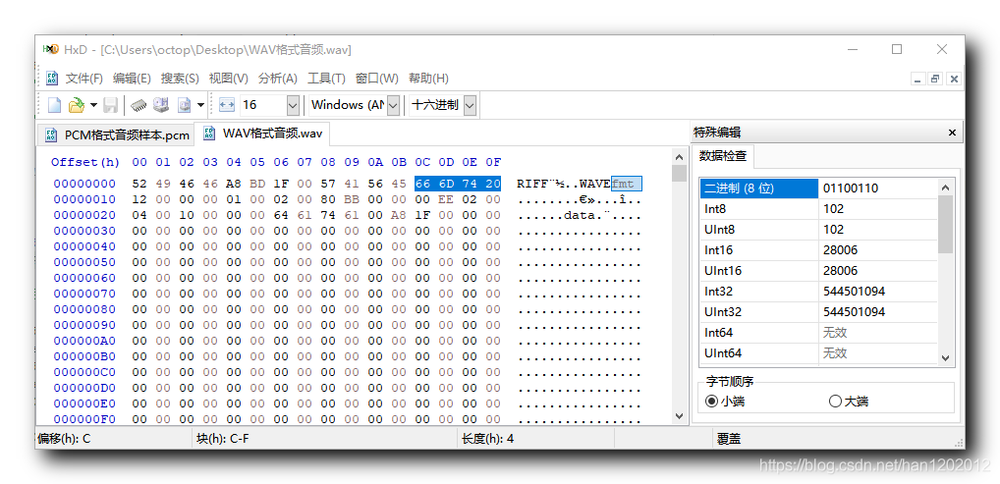 HxD - [C:\Users\octop\Desktop\WAV格式音频.wav]
文件(F) 编辑(E) 搜索(S) 视图(V) 分析(A) 工具(T) 窗口(W) 帮助(H)
16 Windows (AN 十六进制
PCM格式音频样本.pcm WAV格式音频.wav
Offset(h) 00 01 02 03 04 05 06 07 08 09 0A 0B 0C 0D 0E 0F
00000000 52 49 46 46 A8 BD 1F 00 57 41 56 45 66 6D 74 20 RIFF¨½..WAVEfmt
00000010 12 00 00 00 01 00 02 00 80 BB 00 00 00 EE 02 00 ........€»...î..
00000020 04 00 10 00 00 00 64 61 74 61 00 A8 1F 00 00 00 ......data.¨....
00000030 00 00 00 00 00 00 00 00 00 00 00 00 00 00 00 00 ................
00000040 00 00 00 00 00 00 00 00 00 00 00 00 00 00 00 00 ................
00000050 00 00 00 00 00 00 00 00 00 00 00 00 00 00 00 00 ................
00000060 00 00 00 00 00 00 00 00 00 00 00 00 00 00 00 00 ................
00000070 00 00 00 00 00 00 00 00 00 00 00 00 00 00 00 00 ................
00000080 00 00 00 00 00 00 00 00 00 00 00 00 00 00 00 00 ................
00000090 00 00 00 00 00 00 00 00 00 00 00 00 00 00 00 00 ................
000000A0 00 00 00 00 00 00 00 00 00 00 00 00 00 00 00 00 ................
000000B0 00 00 00 00 00 00 00 00 00 00 00 00 00 00 00 00 ................
000000C0 00 00 00 00 00 00 00 00 00 00 00 00 00 00 00 00 ................
000000D0 00 00 00 00 00 00 00 00 00 00 00 00 00 00 00 00 ................
000000E0 00 00 00 00 00 00 00 00 00 00 00 00 00 00 00 00 ................
000000F0 00 00 00 00 00 00 00 00 00 00 00 00 00 00 00 00 ................
特殊编辑
数据检查
二进制 (8 位) 01100110
Int8 102
UInt8 102
Int16 28006
UInt16 28006
Int32 544501094
UInt32 544501094
Int64 无效
UInt64 无效
字节顺序
小端 大端
偏移(h): C 块(h): C-F 长度(h): 4 覆盖
https://blog.csdn.net/han1202012